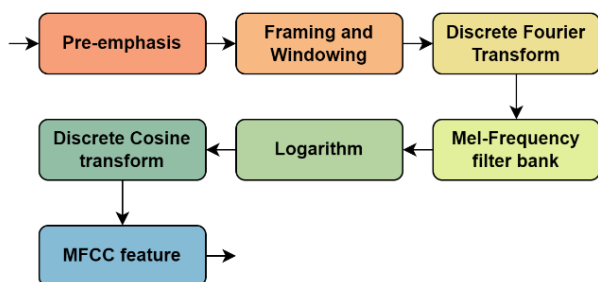 Pre-emphasis
Framing and
Windowing
Discrete Fourier
Transform
Mel-Frequency
filter bank
Logarithm
Discrete Cosine
transform
MFCC feature